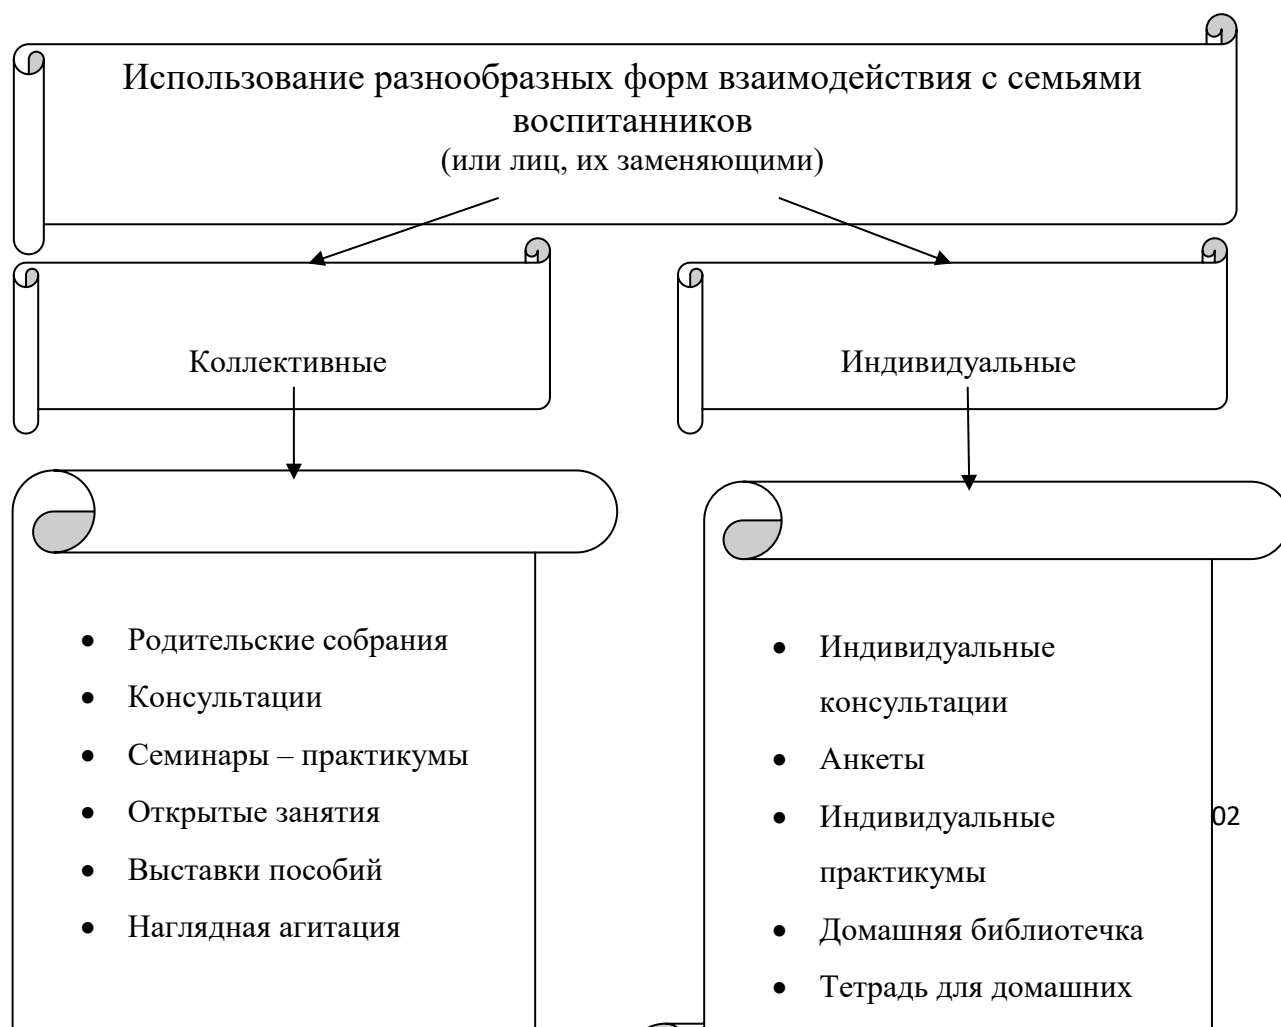 Использование разнообразных форм взаимодействия с семьями
воспитанников
(или лиц, их заменяющими)
Коллективные
Индивидуальные
• Родительские собрания
• Консультации
• Семинары – практикумы
• Открытые занятия
• Выставки пособий
• Наглядная агитация
• Индивидуальные
консультации
• Анкеты
• Индивидуальные
практикумы
• Домашняя библиотечка
• Тетрадь для домашних
02